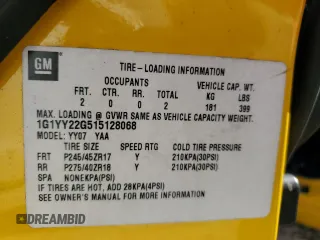 GM
TIRE - LOADING INFORMATION
OCCUPANTS VEHICLE CAP. WT.
FRT. CTR. RR. TOTAL KG LBS
2 0 0 2 181 399
MAX. LOADING @ GVWR SAME AS VEHICLE CAPACITY WEIGHT.
1G1YY22G515128068
MODEL: YY07 YAA
TIRE SIZE SPEED RTG COLD TIRE PRESSURE
FRT P245/45ZR17 Y 210KPA(30PSI)
RR P275/40ZR18 Y 210KPA(30PSI)
SPA NONEKPA(PSI)
IF TIRES ARE HOT, ADD 28KPA(4PSI)
SEE OWNER'S MANUAL FOR MORE INFORMATION
DREAMBID